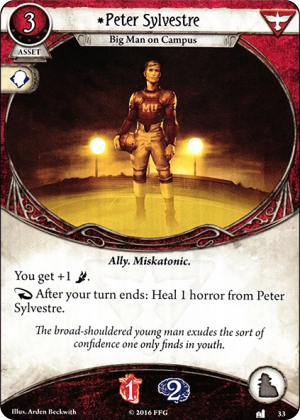 3
*Peter Sylvestre
ASSET
Big Man on Campus
MU
Ally. Miskatonic.
You get +1 .
After your turn ends: Heal 1 horror from Peter
Sylvestre.
The broad-shouldered young man exudes the sort of
confidence one only finds in youth.
1 2
Illus. Arden Beckwith
© 2016 FFG
33